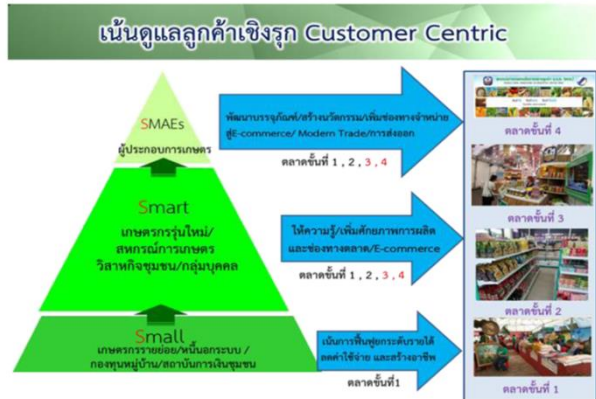 เน้นดูแลลูกค้าเชิงรุก Customer Centric
SMAEs
ผู้ประกอบการเกษตร
พัฒนาบรรจุภัณฑ์/สร้างนวัตกรรม/เพิ่มช่องทางจำหน่าย
สู่E-commerce/ Modern Trade/การส่งออก
ตลาดขั้นที่ 1 , 2 , 3 , 4
Smart
เกษตรกรรุ่นใหม่/
สหกรณ์การเกษตร
วิสาหกิจชุมชน/กลุ่มบุคคล
ให้ความรู้/เพิ่มศักยภาพการผลิต
และช่องทางตลาด/E-commerce
ตลาดขั้นที่ 1 , 2 , 3 , 4
Small
เกษตรกรรายย่อย/หนี้นอกระบบ /
กองทุนหมู่บ้าน/สถาบันการเงินชุมชน
เน้นการฟื้นฟูยกระดับรายได้
ลดค่าใช้จ่าย และสร้างอาชีพ
ตลาดขั้นที่1
ตลาดขั้นที่ 4
ตลาดขั้นที่ 3
ตลาดขั้นที่ 2
ตลาดขั้นที่ 1